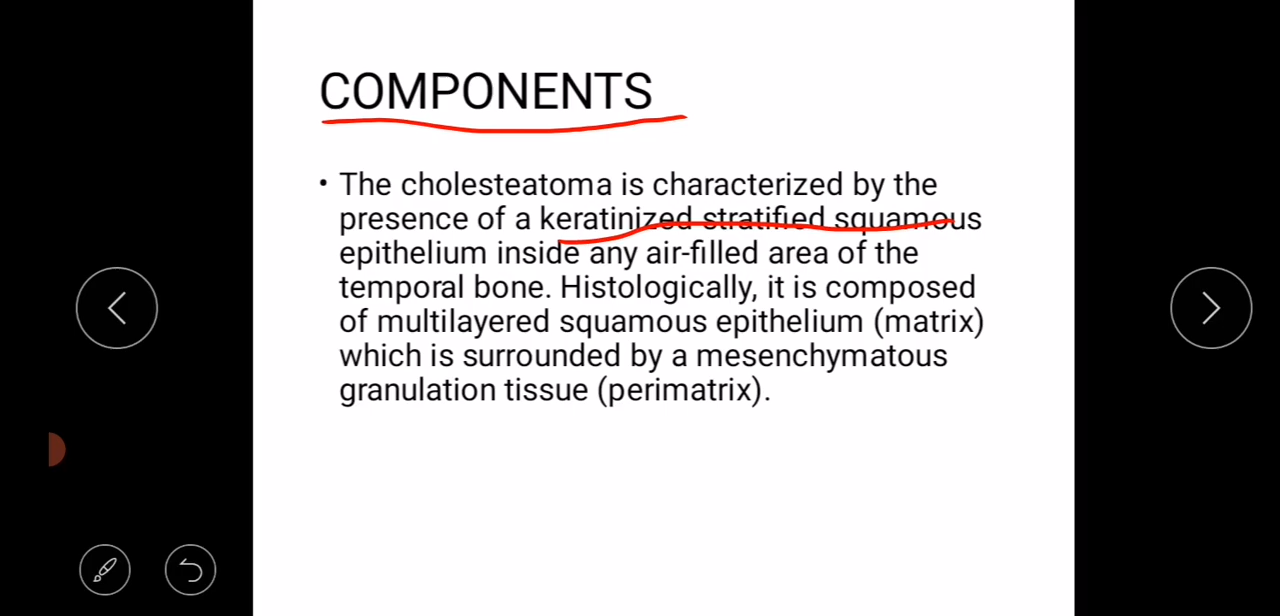 COMPONENTS
• The cholesteatoma is characterized by the
presence of a keratinized stratified squamous
epithelium inside any air-filled area of the
temporal bone. Histologically, it is composed
of multilayered squamous epithelium (matrix)
which is surrounded by a mesenchymatous
granulation tissue (perimatrix).